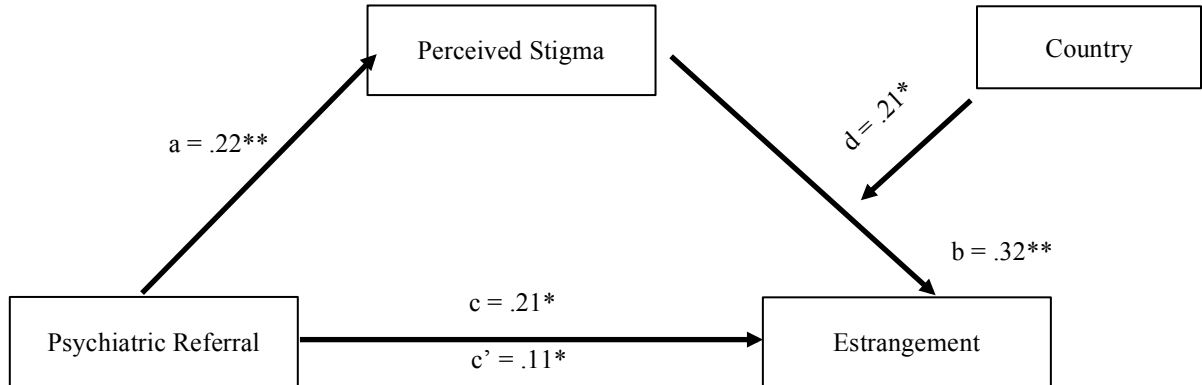 Perceived Stigma
Country
a = .22**
d = .21*
b = .32**
c = .21*
Psychiatric Referral
Estrangement
c’ = .11*